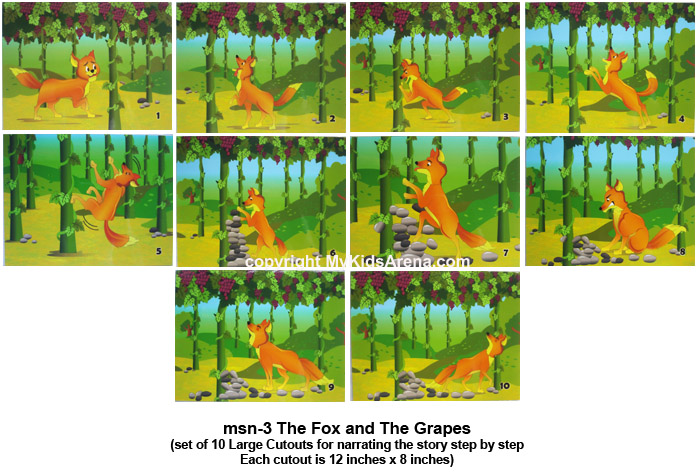 1
2
3
4
5
6
7
8
copyright MyKidsArena.com
9
10
msn-3 The Fox and The Grapes
(set of 10 Large Cutouts for narrating the story step by step
Each cutout is 12 inches x 8 inches)